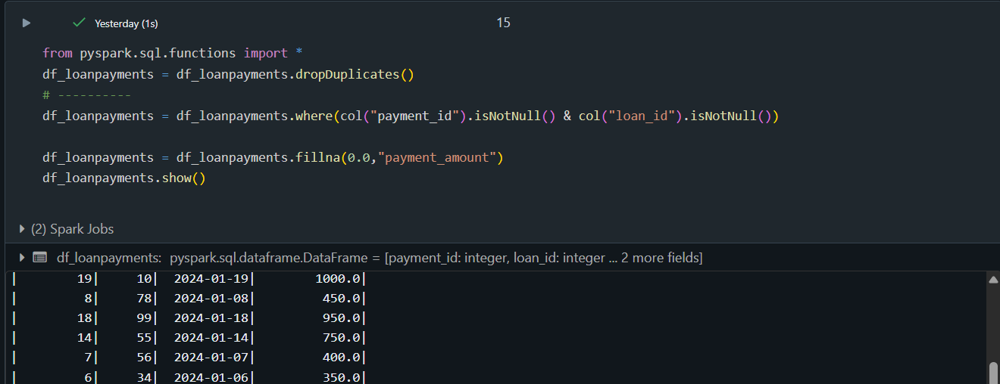 Yesterday (1s) 15
from pyspark.sql.functions import *
df_loanpayments = df_loanpayments.dropDuplicates()
# ----------
df_loanpayments = df_loanpayments.where(col("payment_id").isNotNull() & col("loan_id").isNotNull())
df_loanpayments = df_loanpayments.fillna(0.0,"payment_amount")
df_loanpayments.show()
(2) Spark Jobs
df_loanpayments: pyspark.sql.dataframe.DataFrame = [payment_id: integer, loan_id: integer ... 2 more fields]
| 19| 10| 2024-01-19| 1000.0|
| 8| 78| 2024-01-08| 450.0|
| 18| 99| 2024-01-18| 950.0|
| 14| 55| 2024-01-14| 750.0|
| 7| 56| 2024-01-07| 400.0|
| 6| 34| 2024-01-06| 350.0|